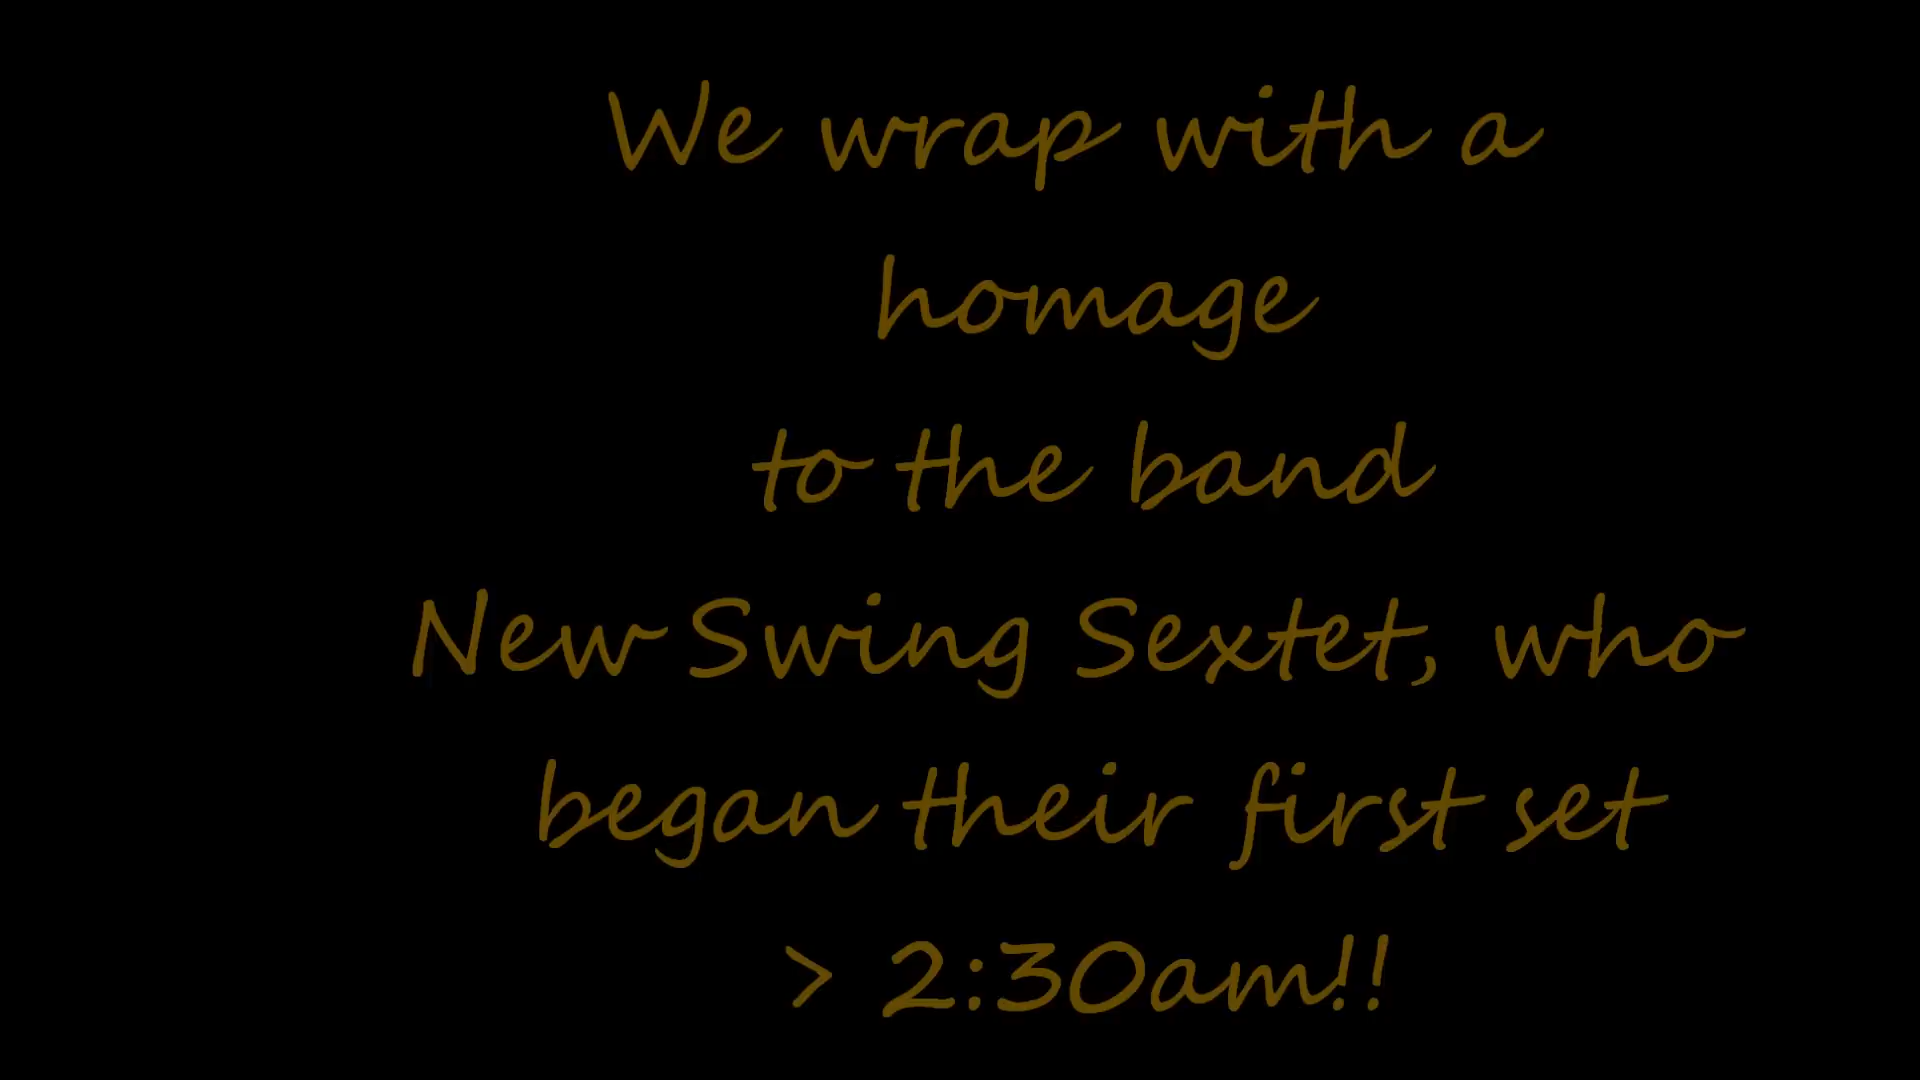 We wrap with a
homage
to the band
New Swing Sextet, who
began their first set
> 2:30am!!